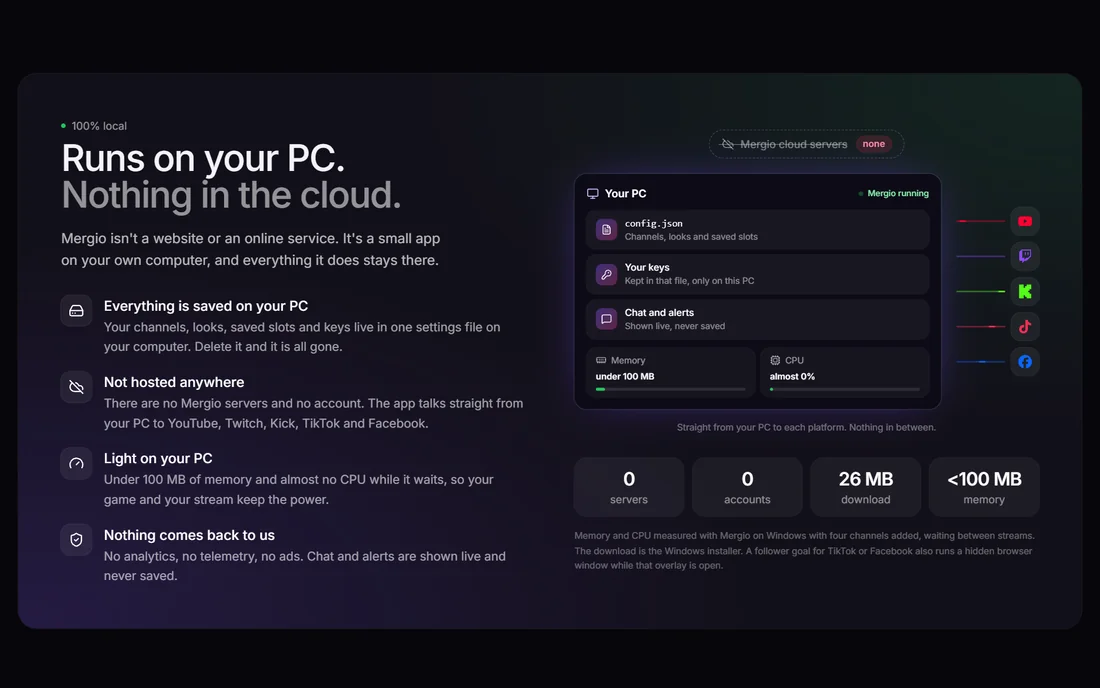 100% local
Runs on your PC.
Nothing in the cloud.
Mergio isn't a website or an online service. It's a small app
on your own computer, and everything it does stays there.
Everything is saved on your PC
Your channels, looks, saved slots and keys live in one settings file on
your computer. Delete it and it is all gone.
Not hosted anywhere
There are no Mergio servers and no account. The app talks straight from
your PC to YouTube, Twitch, Kick, TikTok and Facebook.
Light on your PC
Under 100 MB of memory and almost no CPU while it waits, so your
game and your stream keep the power.
Nothing comes back to us
No analytics, no telemetry, no ads. Chat and alerts are shown live and
never saved.
Mergio cloud servers none
Your PC Mergio running
config.json
Channels, looks and saved slots
Your keys
Kept in that file, only on this PC
Chat and alerts
Shown live, never saved
Memory
under 100 MB
CPU
almost 0%
Straight from your PC to each platform. Nothing in between.
0
servers
0
accounts
26 MB
download
<100 MB
memory
Memory and CPU measured with Mergio on Windows with four channels added, waiting between streams.
The download is the Windows installer. A follower goal for TikTok or Facebook also runs a hidden browser
window while that overlay is open.